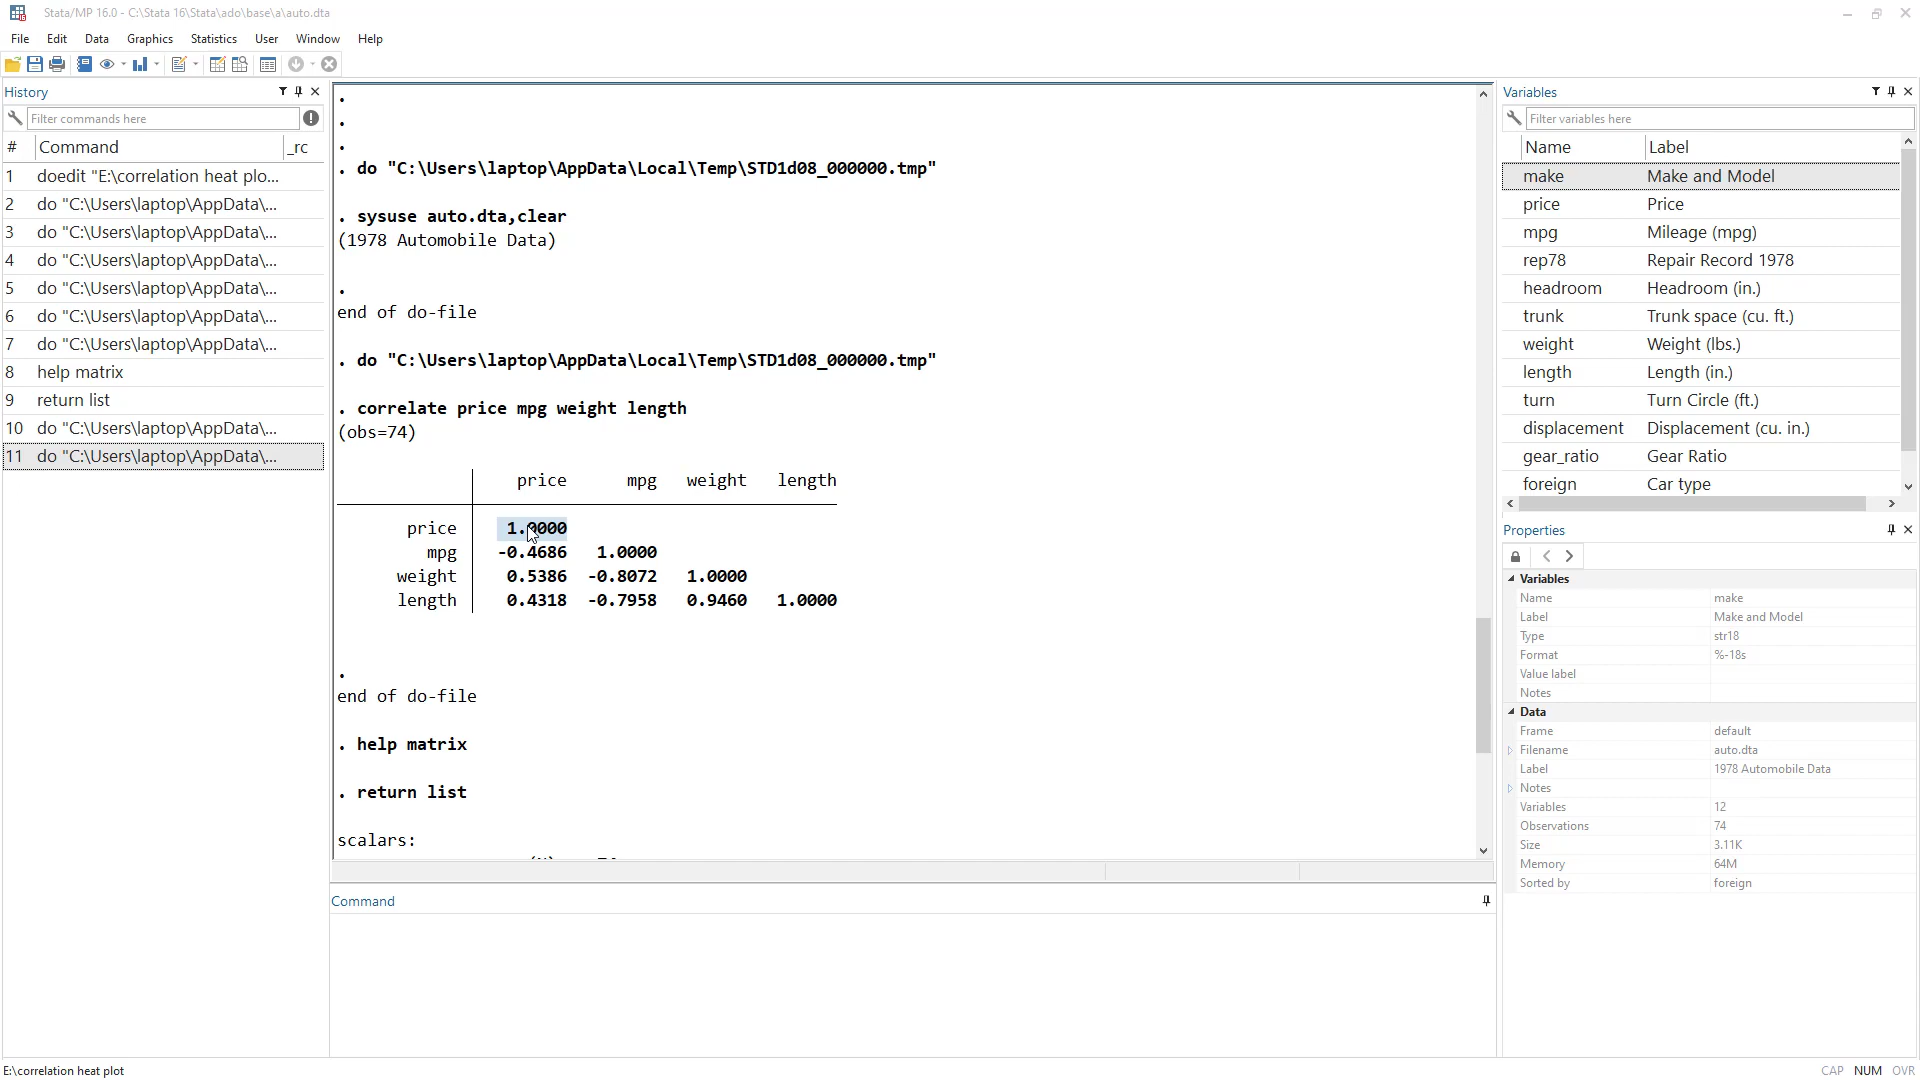 Stata/MP 16.0 - C:\Stata 16\Stata\ado\base\a\auto.dta
File Edit Data Graphics Statistics User Window Help
History
Filter commands here
# Command _rc
1 doedit "E:\correlation heat plo...
2 do "C:\Users\laptop\AppData\...
3 do "C:\Users\laptop\AppData\...
4 do "C:\Users\laptop\AppData\...
5 do "C:\Users\laptop\AppData\...
6 do "C:\Users\laptop\AppData\...
7 do "C:\Users\laptop\AppData\...
8 help matrix
9 return list
10 do "C:\Users\laptop\AppData\...
11 do "C:\Users\laptop\AppData\...
.
.
.
. do "C:\Users\laptop\AppData\Local\Temp\STD1d08_000000.tmp"
. sysuse auto.dta,clear
(1978 Automobile Data)
.
end of do-file
. do "C:\Users\laptop\AppData\Local\Temp\STD1d08_000000.tmp"
. correlate price mpg weight length
(obs=74)
price mpg weight length
price 1.0000
mpg -0.4686 1.0000
weight 0.5386 -0.8072 1.0000
length 0.4318 -0.7958 0.9460 1.0000
.
end of do-file
. help matrix
. return list
scalars:
Command
Variables
Filter variables here
Name Label
make Make and Model
price Price
mpg Mileage (mpg)
rep78 Repair Record 1978
headroom Headroom (in.)
trunk Trunk space (cu. ft.)
weight Weight (lbs.)
length Length (in.)
turn Turn Circle (ft.)
displacement Displacement (cu. in.)
gear_ratio Gear Ratio
foreign Car type
Properties
Variables
Name make
Label Make and Model
Type str18
Format %-18s
Value label
Notes
Data
Frame default
Filename auto.dta
Label 1978 Automobile Data
Notes
Variables 12
Observations 74
Size 3.11K
Memory 64M
Sorted by foreign
E:\correlation heat plot
CAP NUM OVR